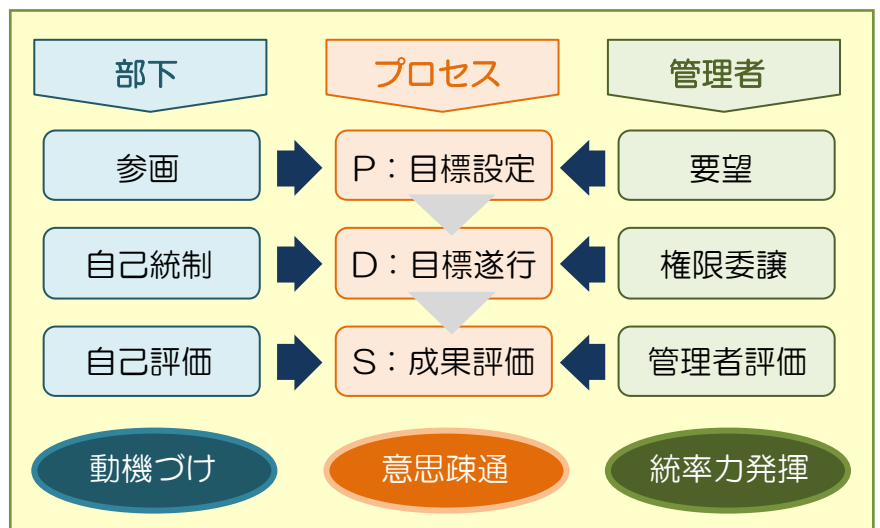 部下
プロセス
管理者
参画
P：目標設定
要望
自己統制
D：目標遂行
権限委譲
自己評価
S：成果評価
管理者評価
動機づけ
意思疎通
統率力発揮